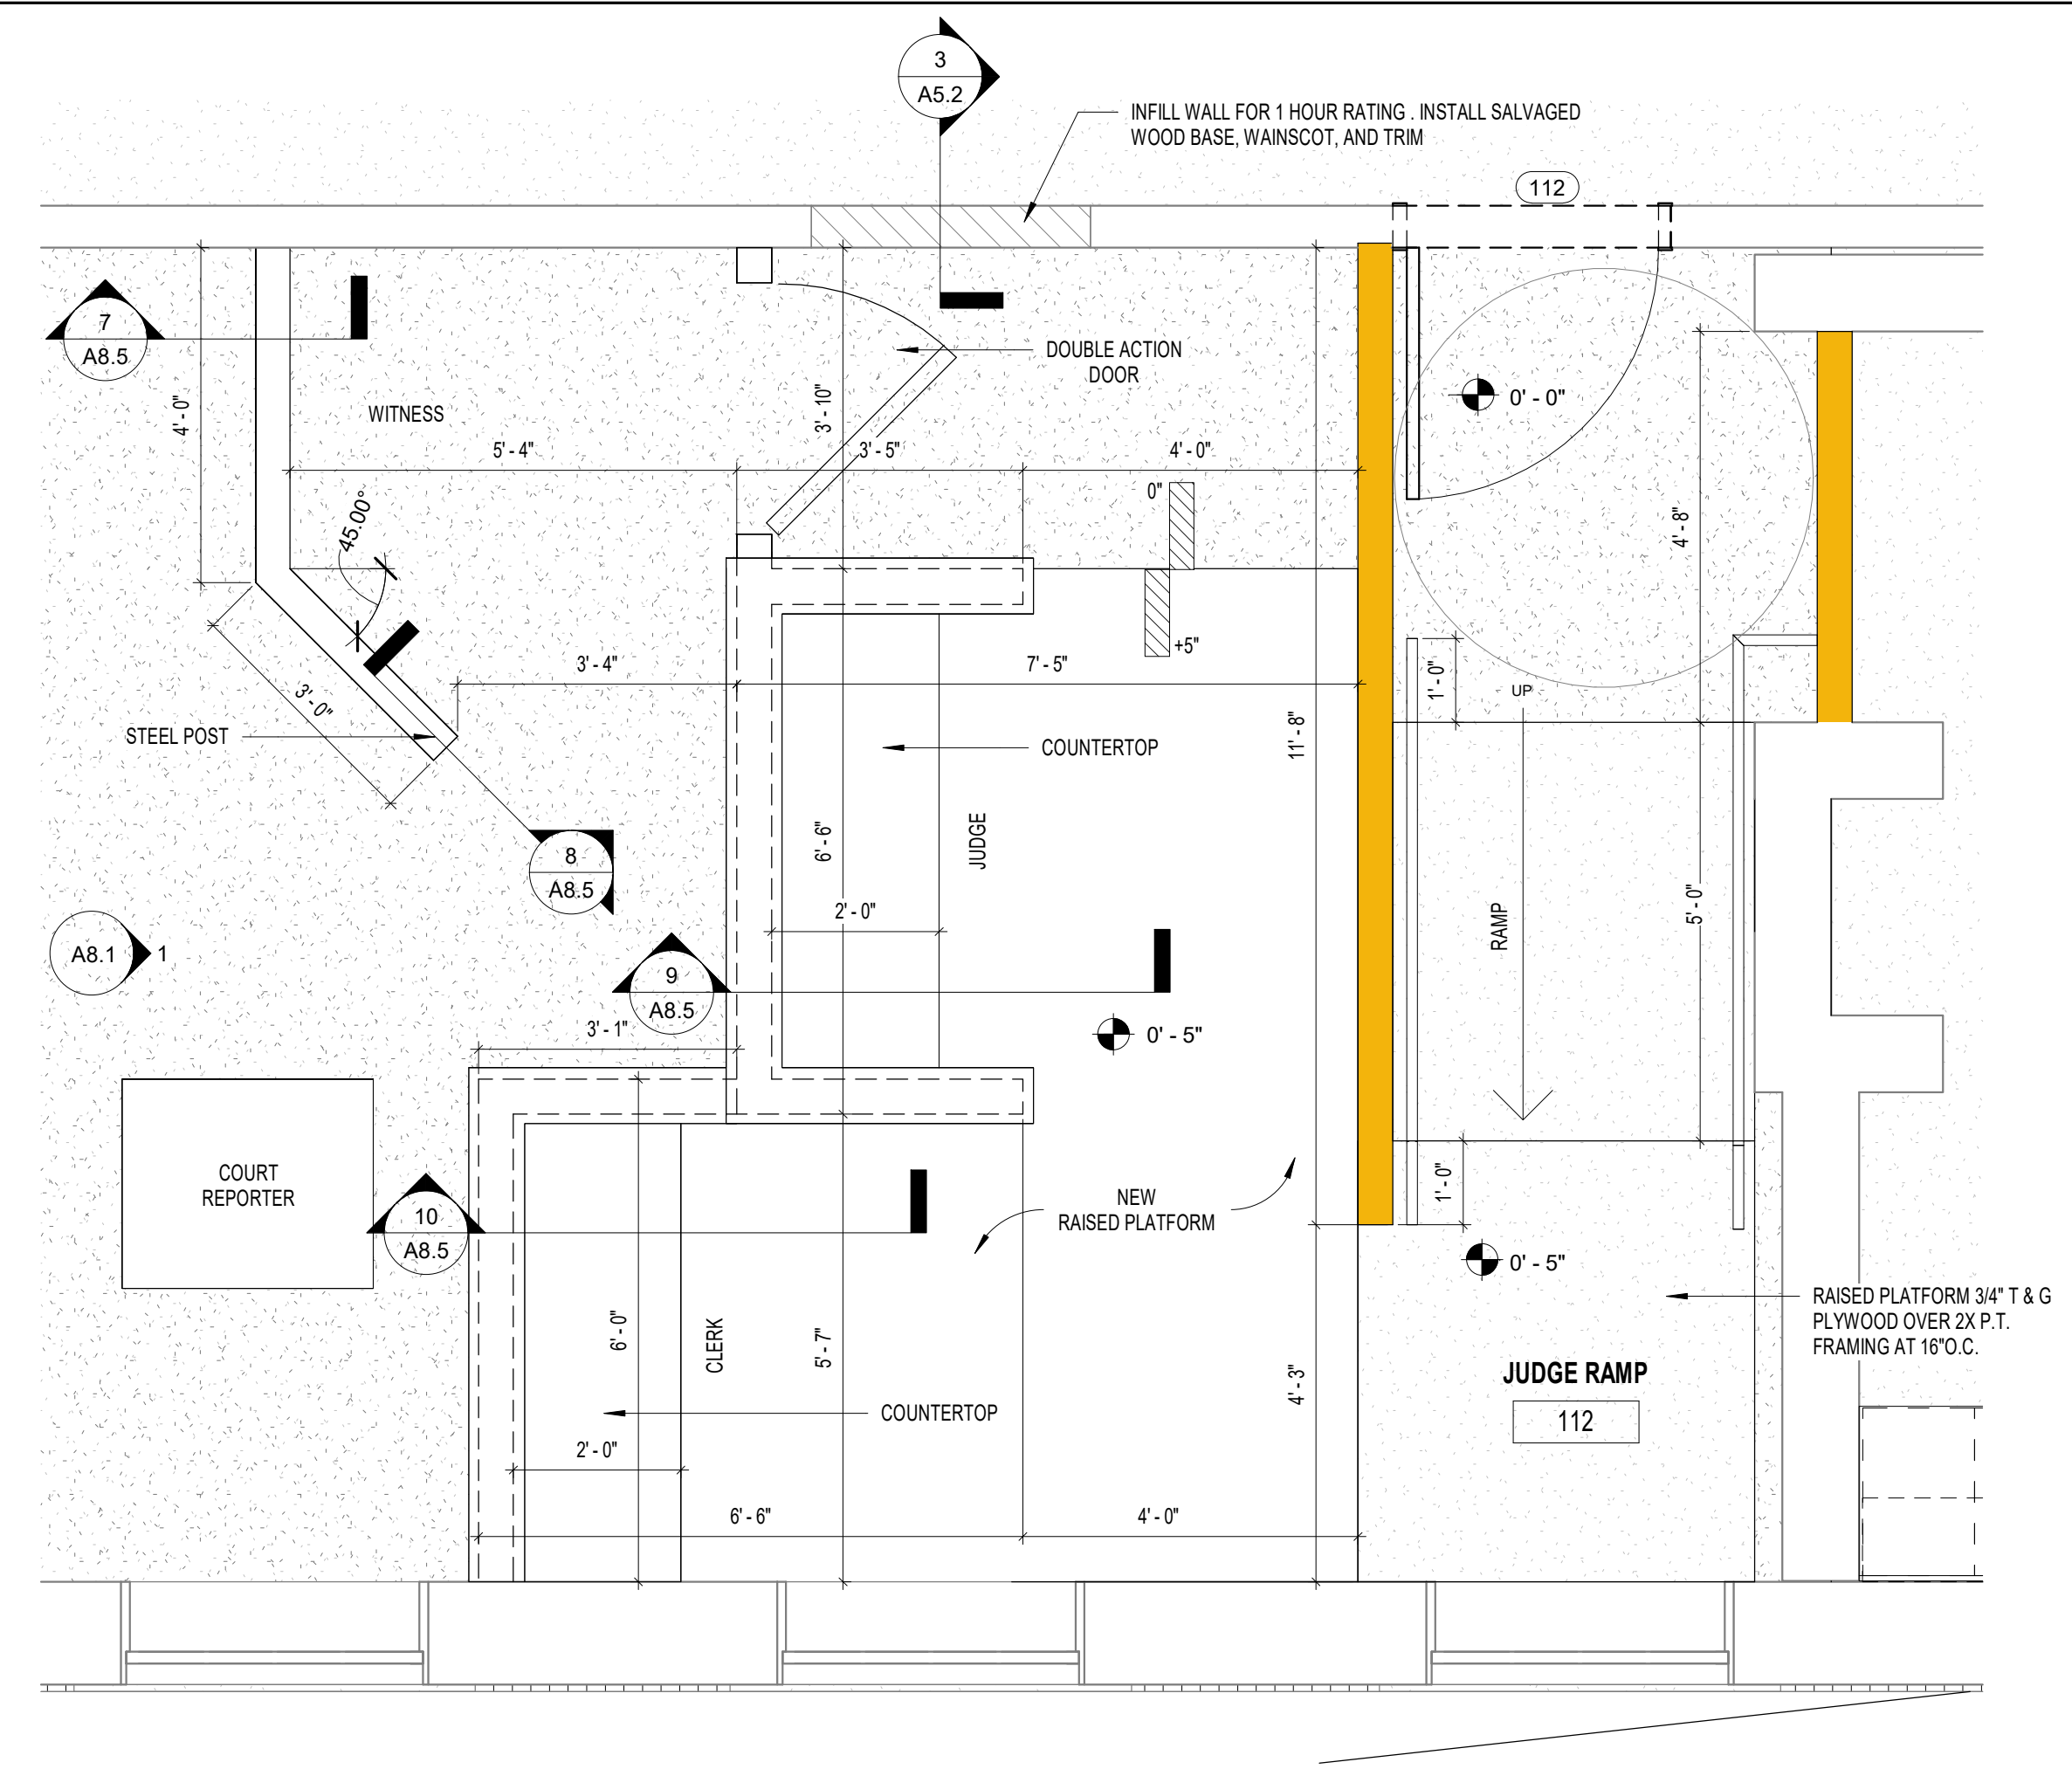 3
A5.2
INFILL WALL FOR 1 HOUR RATING . INSTALL SALVAGED
WOOD BASE, WAINSCOT, AND TRIM
112
7
A8.5
4' - 0"
WITNESS
DOUBLE ACTION
DOOR
3' - 10"
0' - 0"
5' - 4"
3' - 5"
4' - 0"
45.00°
0"
4' - 8"
+5"
3' - 4"
7' - 5"
1' - 0"
UP
3' - 0"
STEEL POST
COUNTERTOP
11' - 8"
8
A8.5
6' - 6"
JUDGE
2' - 0"
RAMP
5' - 0"
A8.1
1
9
A8.5
3' - 1"
0' - 5"
COURT
REPORTER
10
A8.5
NEW
RAISED PLATFORM
1' - 0"
0' - 5"
RAISED PLATFORM 3/4" T & G
PLYWOOD OVER 2X P.T.
FRAMING AT 16"O.C.
6' - 0"
CLERK
5' - 7"
4' - 3"
JUDGE RAMP
112
COUNTERTOP
2' - 0"
6' - 6"
4' - 0"